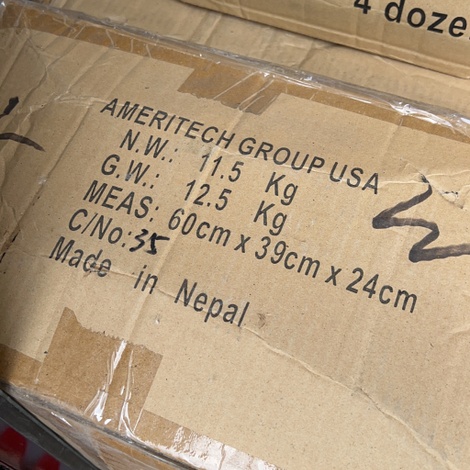 4 doze
AMERITECH GROUP USA
N.W.: 11.5 Kg
G.W.: 12.5 Kg
MEAS: 60cm x 39cm x 24cm
C/No: 35
Made in Nepal